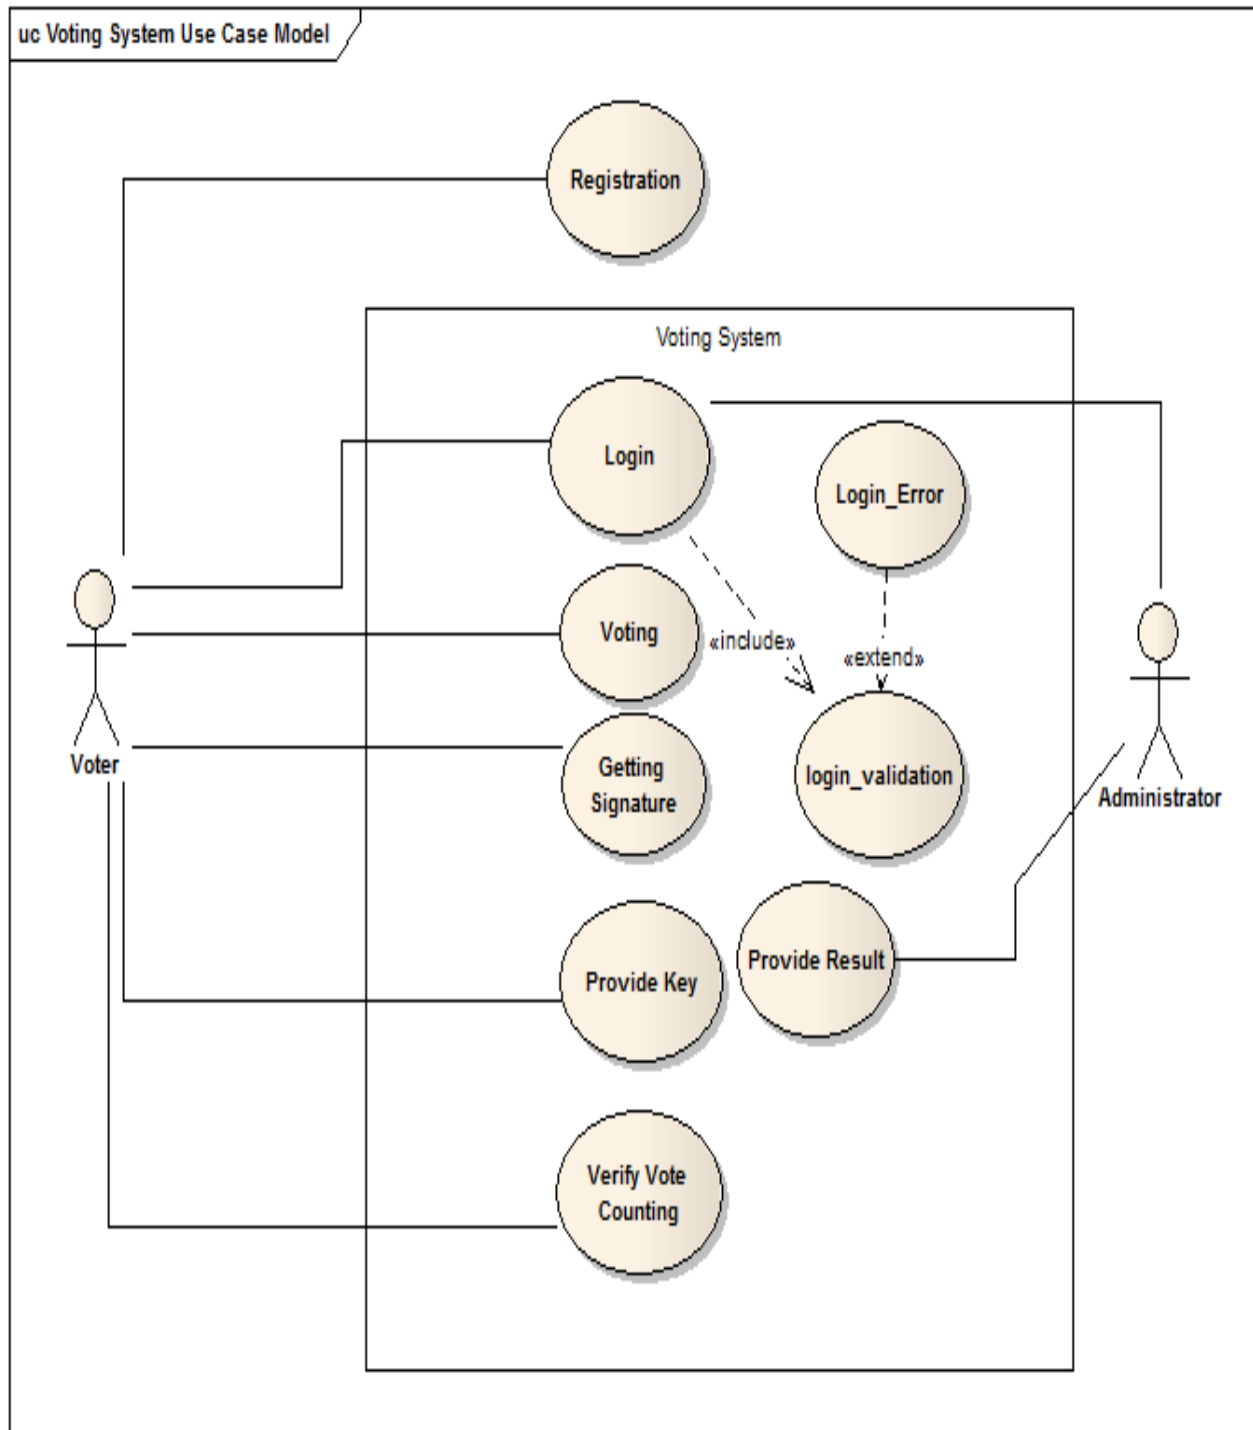 uc Voting System Use Case Model
Registration
Voting System
Login
Login_Error
Voting
«include»
«extend»
Voter
Getting
Signature
login_validation
Administrator
Provide Key
Provide Result
Verify Vote
Counting